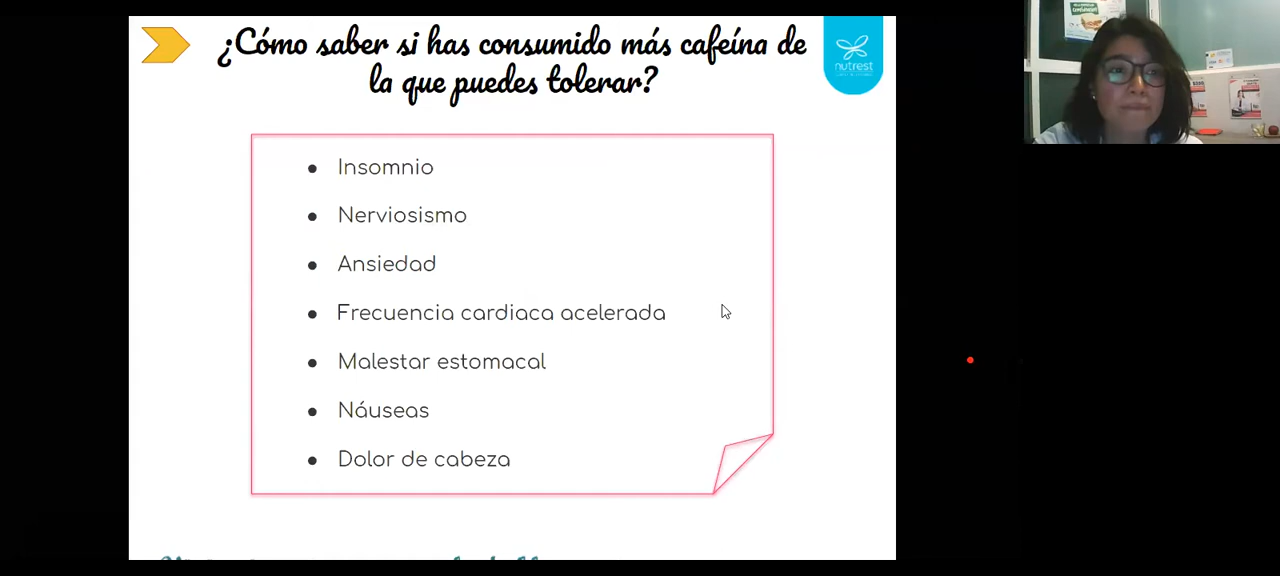 ¿Cómo saber si has consumido más cafeína de
la que puedes tolerar?
nutrest
Insomnio
Nerviosismo
Ansiedad
Frecuencia cardiaca acelerada
Malestar estomacal
Náuseas
Dolor de cabeza